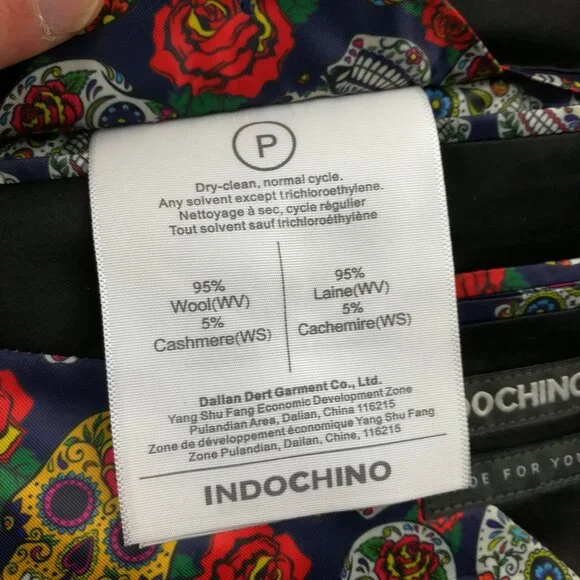 P
Dry-clean, normal cycle.
Any solvent except trichloroethylene.
Nettoyage à sec, cycle régulier
Tout solvent sauf trichloroéthylène
95%
Wool(WV)
5%
Cashmere(WS)
95%
Laine(WV)
5%
Cachemire(WS)
Dalian Dert Garment Co., Ltd.
Yang Shu Fang Economic Development Zone
Pulandian Area, Dalian, China 116215
Zone de développement économique Yang Shu Fang
Zone Pulandian, Dalian, Chine, 116215
INDOCHINO
OCHINO
DE FOR YOU